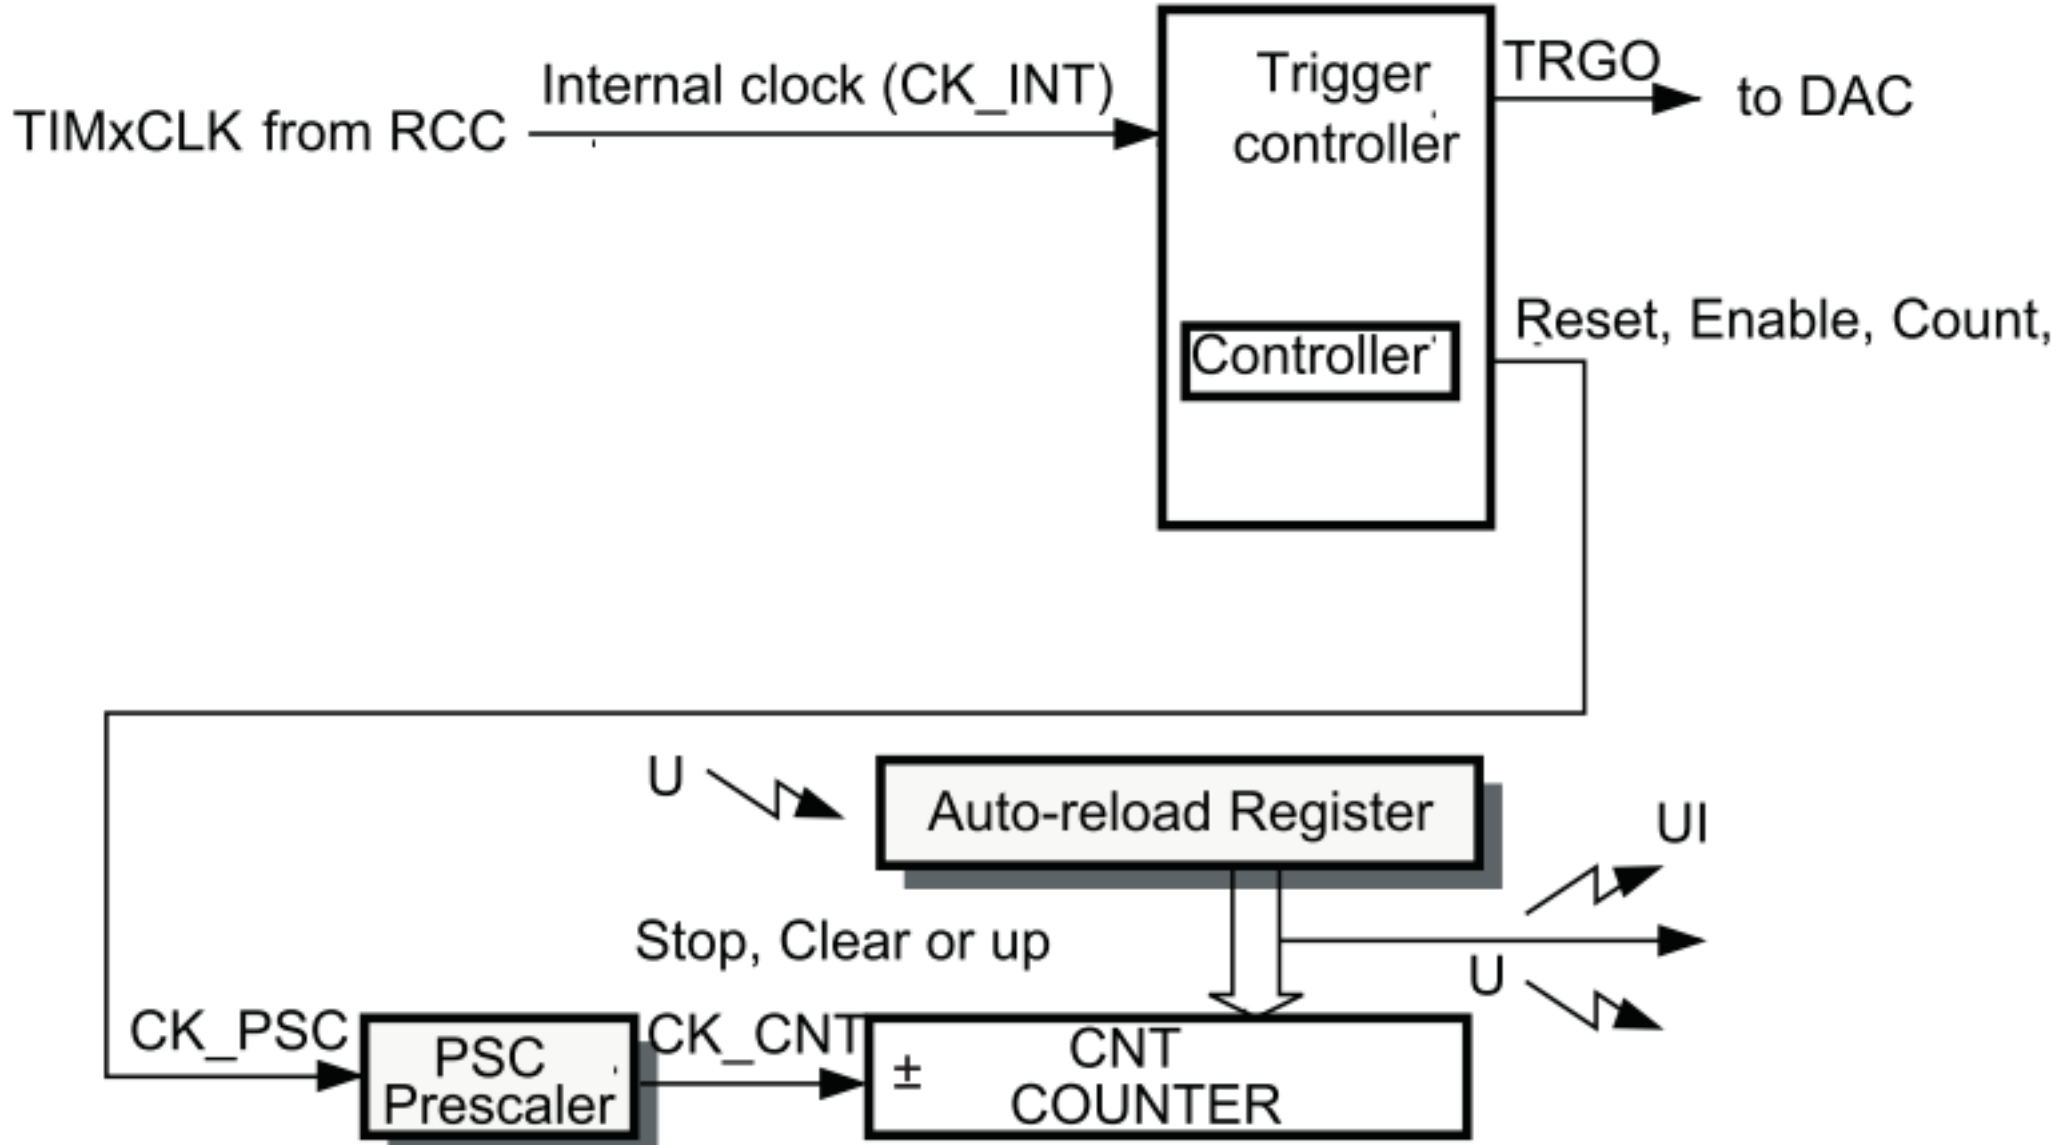 Internal clock (CK_INT)
TIMxCLK from RCC
Trigger
controller
TRGO
to DAC
Controller
Reset, Enable, Count,
U
Auto-reload Register
UI
Stop, Clear or up
U
CK_PSC
PSC
Prescaler
CK_CNT
±
CNT
COUNTER